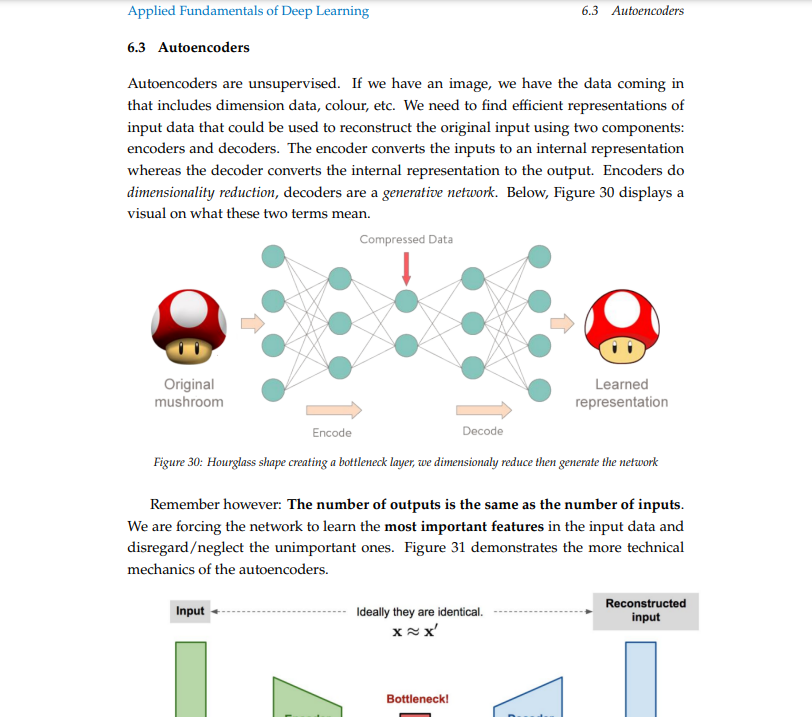 Applied Fundamentals of Deep Learning 6.3 Autoencoders
6.3 Autoencoders
Autoencoders are unsupervised. If we have an image, we have the data coming in
that includes dimension data, colour, etc. We need to find efficient representations of
input data that could be used to reconstruct the original input using two components:
encoders and decoders. The encoder converts the inputs to an internal representation
whereas the decoder converts the internal representation to the output. Encoders do
dimensionality reduction, decoders are a generative network. Below, Figure 30 displays a
visual on what these two terms mean.
Compressed Data
Original
mushroom
Learned
representation
Encode
Decode
Figure 30: Hourglass shape creating a bottleneck layer, we dimensionaly reduce then generate the network
Remember however: The number of outputs is the same as the number of inputs.
We are forcing the network to learn the most important features in the input data and
disregard/neglect the unimportant ones. Figure 31 demonstrates the more technical
mechanics of the autoencoders.
Input
Ideally they are identical.
x ≈ x′
Reconstructed
input
Bottleneck!